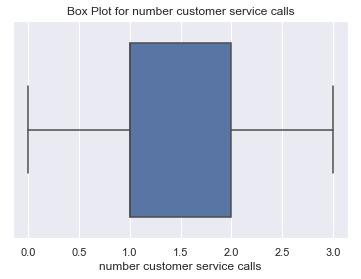 Box Plot for number customer service calls
0.0 0.5 1.0 1.5 2.0 2.5 3.0
number customer service calls